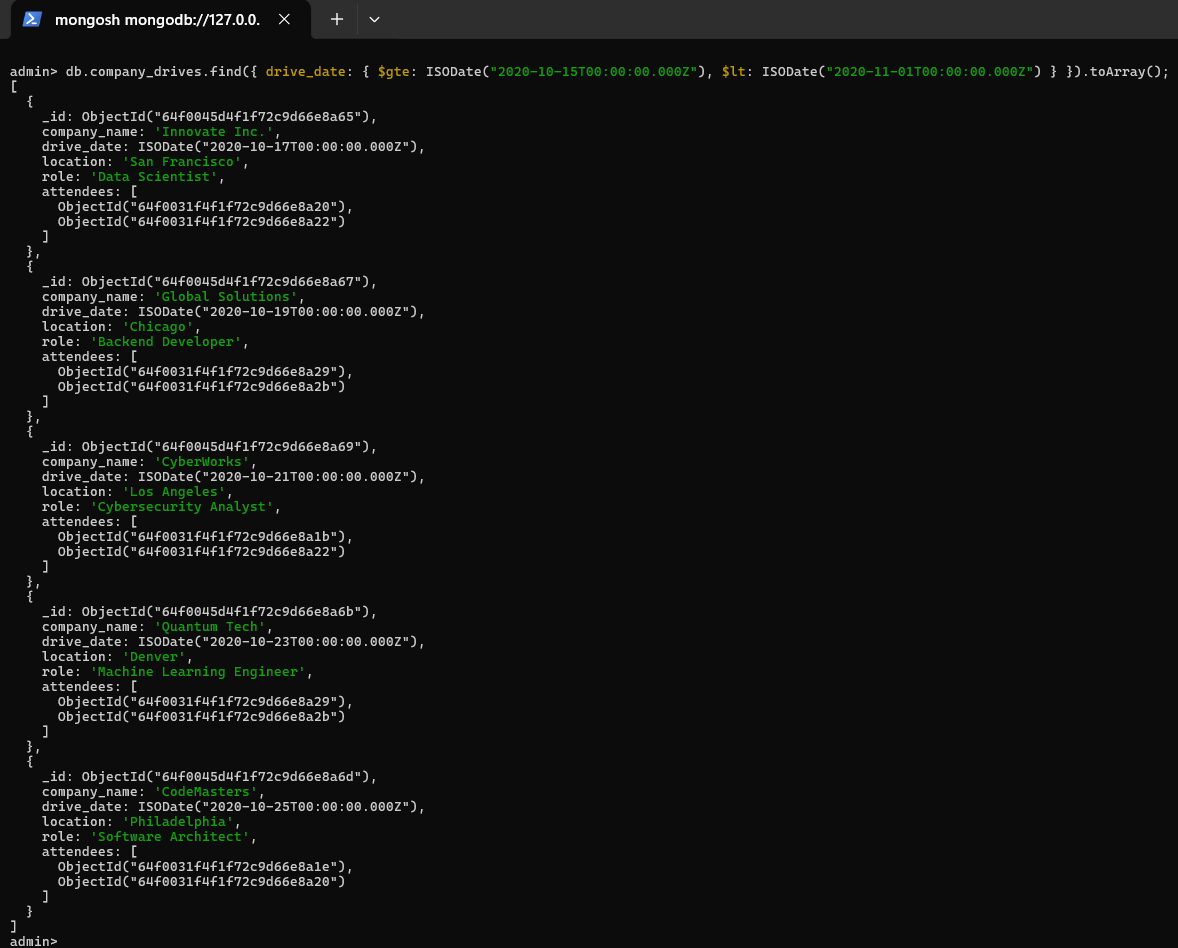 mongosh mongodb://127.0.0.
admin> db.company_drives.find({ drive_date: { $gte: ISODate("2020-10-15T00:00:00.000Z"), $lt: ISODate("2020-11-01T00:00:00.000Z") } }).toArray();
[
  {
    _id: ObjectId("64f0045d4f1f72c9d66e8a65"),
    company_name: 'Innovate Inc.',
    drive_date: ISODate("2020-10-17T00:00:00.000Z"),
    location: 'San Francisco',
    role: 'Data Scientist',
    attendees: [
      ObjectId("64f0031f4f1f72c9d66e8a20"),
      ObjectId("64f0031f4f1f72c9d66e8a22")
    ]
  },
  {
    _id: ObjectId("64f0045d4f1f72c9d66e8a67"),
    company_name: 'Global Solutions',
    drive_date: ISODate("2020-10-19T00:00:00.000Z"),
    location: 'Chicago',
    role: 'Backend Developer',
    attendees: [
      ObjectId("64f0031f4f1f72c9d66e8a29"),
      ObjectId("64f0031f4f1f72c9d66e8a2b")
    ]
  },
  {
    _id: ObjectId("64f0045d4f1f72c9d66e8a69"),
    company_name: 'CyberWorks',
    drive_date: ISODate("2020-10-21T00:00:00.000Z"),
    location: 'Los Angeles',
    role: 'Cybersecurity Analyst',
    attendees: [
      ObjectId("64f0031f4f1f72c9d66e8a1b"),
      ObjectId("64f0031f4f1f72c9d66e8a22")
    ]
  },
  {
    _id: ObjectId("64f0045d4f1f72c9d66e8a6b"),
    company_name: 'Quantum Tech',
    drive_date: ISODate("2020-10-23T00:00:00.000Z"),
    location: 'Denver',
    role: 'Machine Learning Engineer',
    attendees: [
      ObjectId("64f0031f4f1f72c9d66e8a29"),
      ObjectId("64f0031f4f1f72c9d66e8a2b")
    ]
  },
  {
    _id: ObjectId("64f0045d4f1f72c9d66e8a6d"),
    company_name: 'CodeMasters',
    drive_date: ISODate("2020-10-25T00:00:00.000Z"),
    location: 'Philadelphia',
    role: 'Software Architect',
    attendees: [
      ObjectId("64f0031f4f1f72c9d66e8a1e"),
      ObjectId("64f0031f4f1f72c9d66e8a20")
    ]
  }
]
admin>